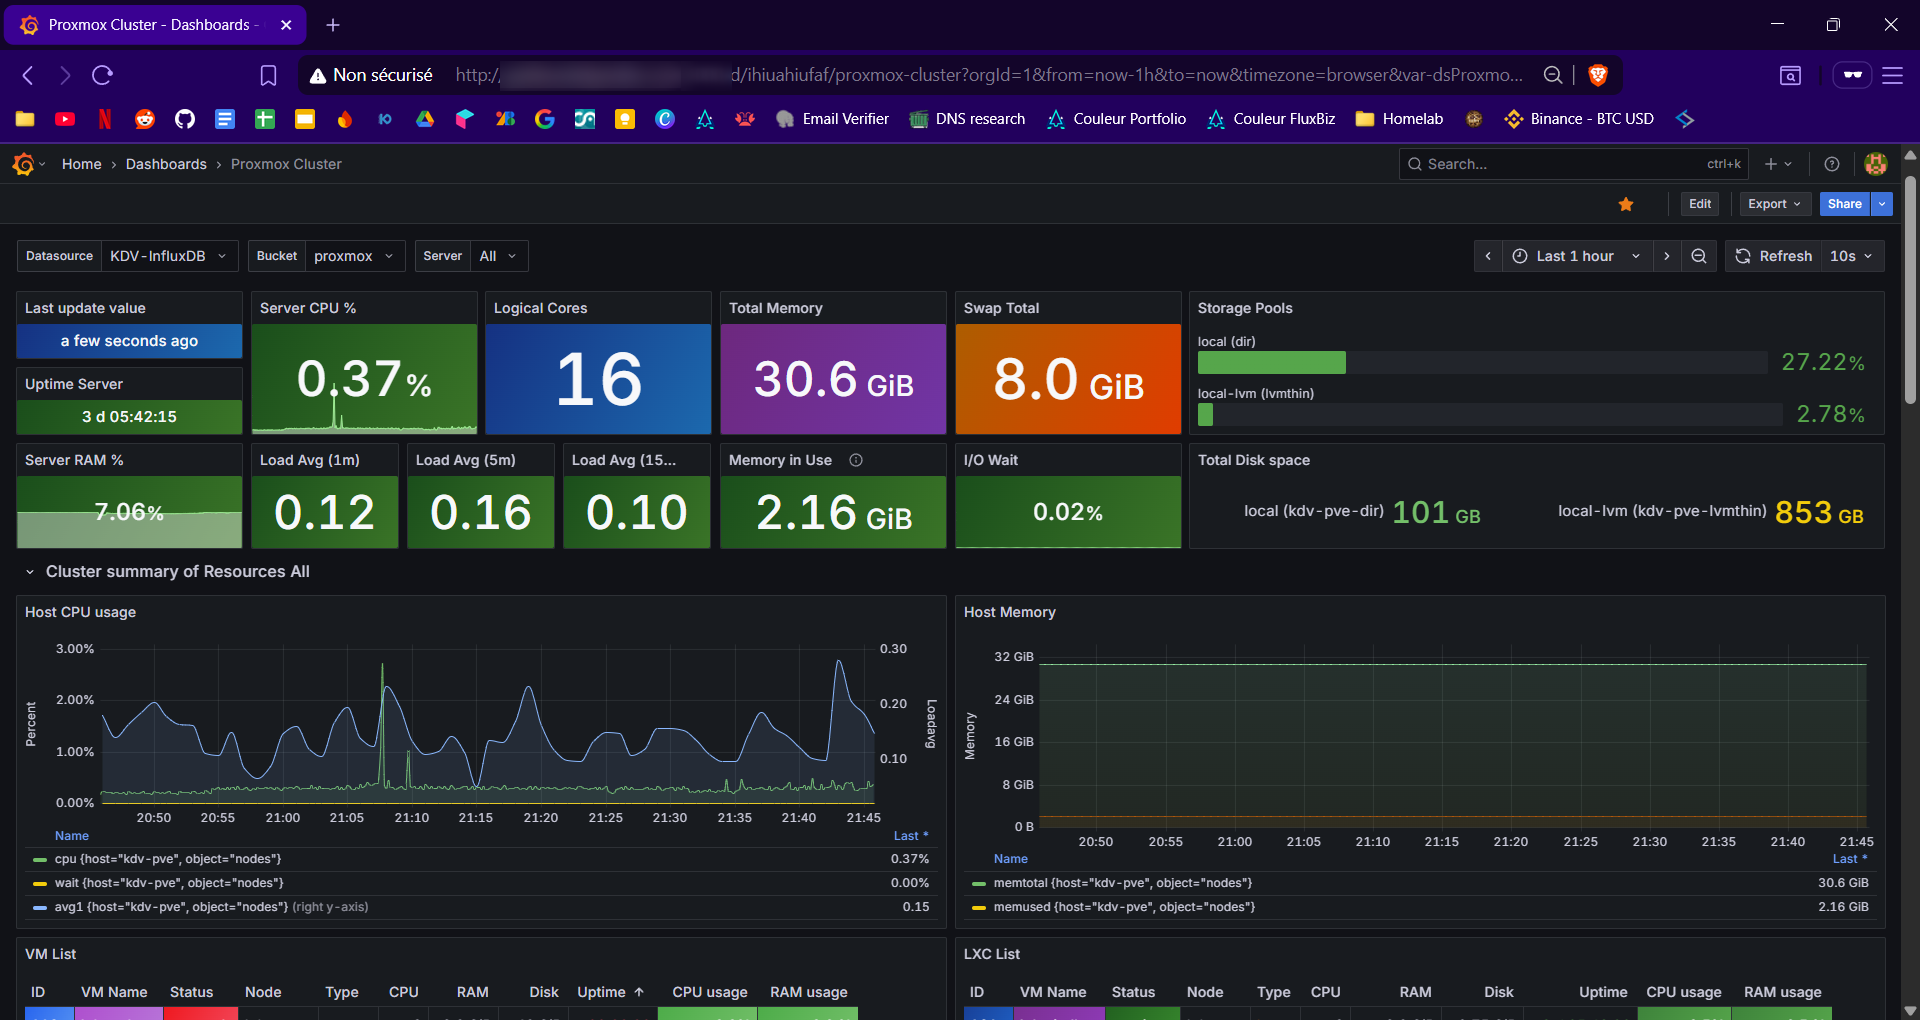 Proxmox Cluster - Dashboards -
Non sécurisé
http:/
d/ihiuahiufaf/proxmox-cluster?orgId=1&from=now-1h&to=now&timezone=browser&var-dsProxmo...
Email Verifier
DNS research
Couleur Portfolio
Couleur FluxBiz
Homelab
Binance - BTC USD
Home › Dashboards › Proxmox Cluster
Search... ctrl+k
Edit Export Share
Datasource KDV-InfluxDB Bucket proxmox Server All
Last 1 hour Refresh 10s
Last update value
a few seconds ago
Uptime Server
3 d 05:42:15
Server CPU %
0.37%
Logical Cores
16
Total Memory
30.6 GiB
Swap Total
8.0 GiB
Storage Pools
local (dir)
27.22%
local-lvm (lvmthin)
2.78%
Server RAM %
7.06%
Load Avg (1m)
0.12
Load Avg (5m)
0.16
Load Avg (15...
0.10
Memory in Use
2.16 GiB
I/O Wait
0.02%
Total Disk space
local (kdv-pve-dir) 101 GB
local-lvm (kdv-pve-lvmthin) 853 GB
Cluster summary of Resources All
Host CPU usage
3.00%
2.00%
1.00%
0.00%
Percent
0.30
0.20
0.10
Loadavg
20:50 20:55 21:00 21:05 21:10 21:15 21:20 21:25 21:30 21:35 21:40 21:45
Name Last *
cpu {host="kdv-pve", object="nodes"} 0.37%
wait {host="kdv-pve", object="nodes"} 0.00%
avg1 {host="kdv-pve", object="nodes"} (right y-axis) 0.15
Host Memory
32 GiB
24 GiB
16 GiB
8 GiB
0 B
Memory
20:50 20:55 21:00 21:05 21:10 21:15 21:20 21:25 21:30 21:35 21:40 21:45
Name Last *
memtotal {host="kdv-pve", object="nodes"} 30.6 GiB
memused {host="kdv-pve", object="nodes"} 2.16 GiB
VM List
ID VM Name Status Node Type CPU RAM Disk Uptime CPU usage RAM usage
LXC List
ID VM Name Status Node Type CPU RAM Disk Uptime CPU usage RAM usage